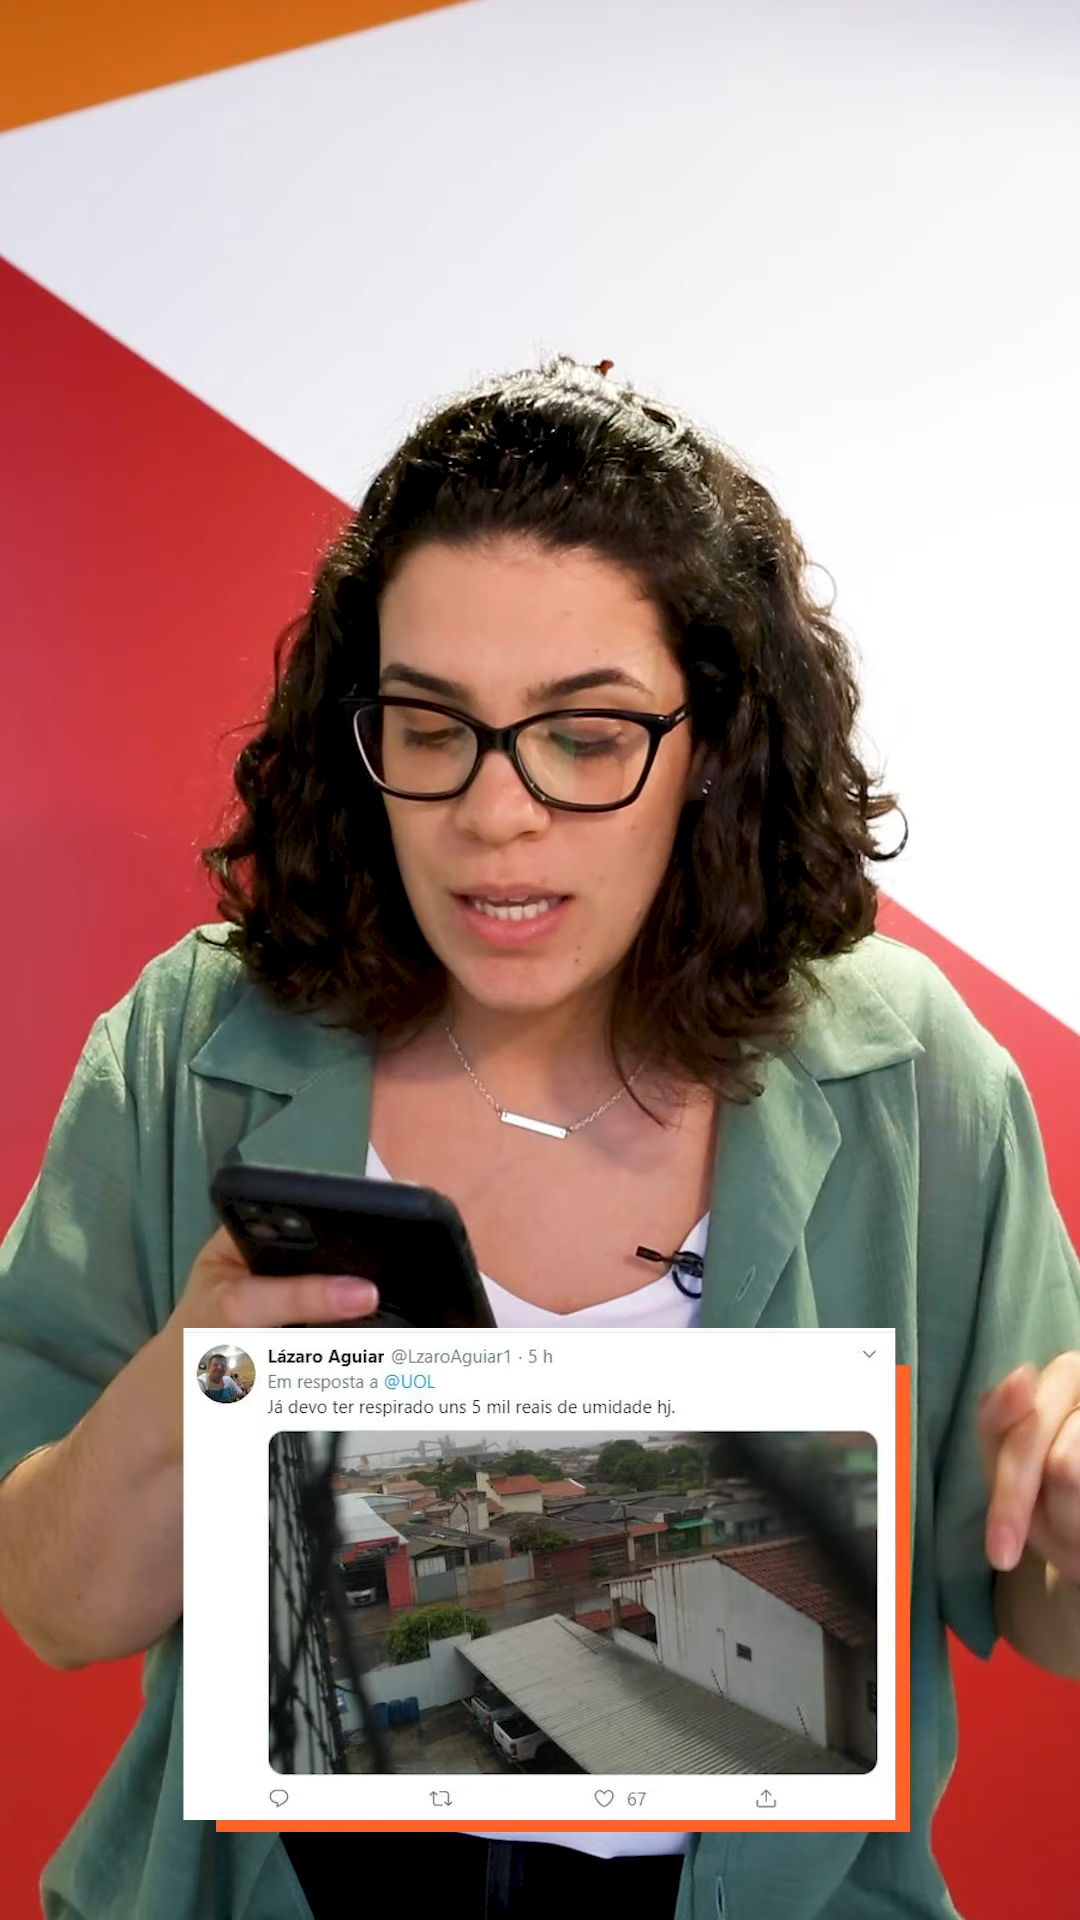 Lázaro Aguiar @LzaroAguiar1 · 5 h
Em resposta a @UOL
Já devo ter respirado uns 5 mil reais de umidade hj.
67